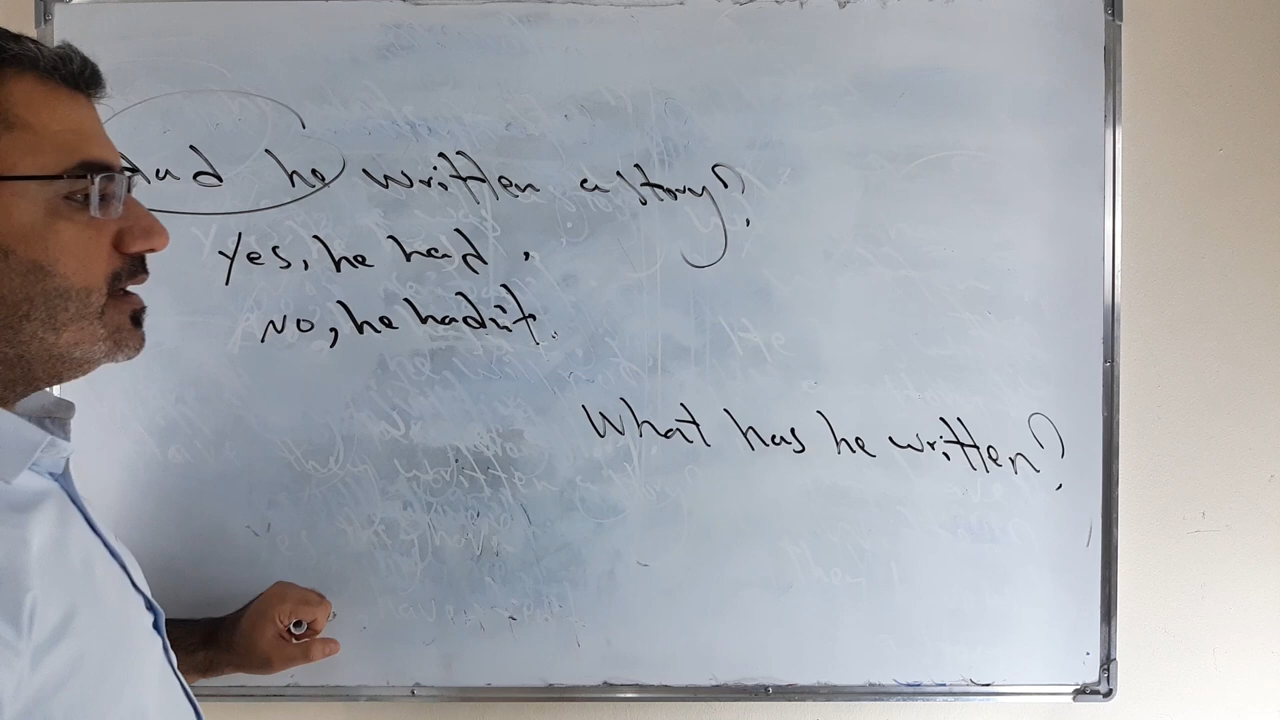 Had he written a story?
Yes, he had.
No, he hadn't.
What has he written?